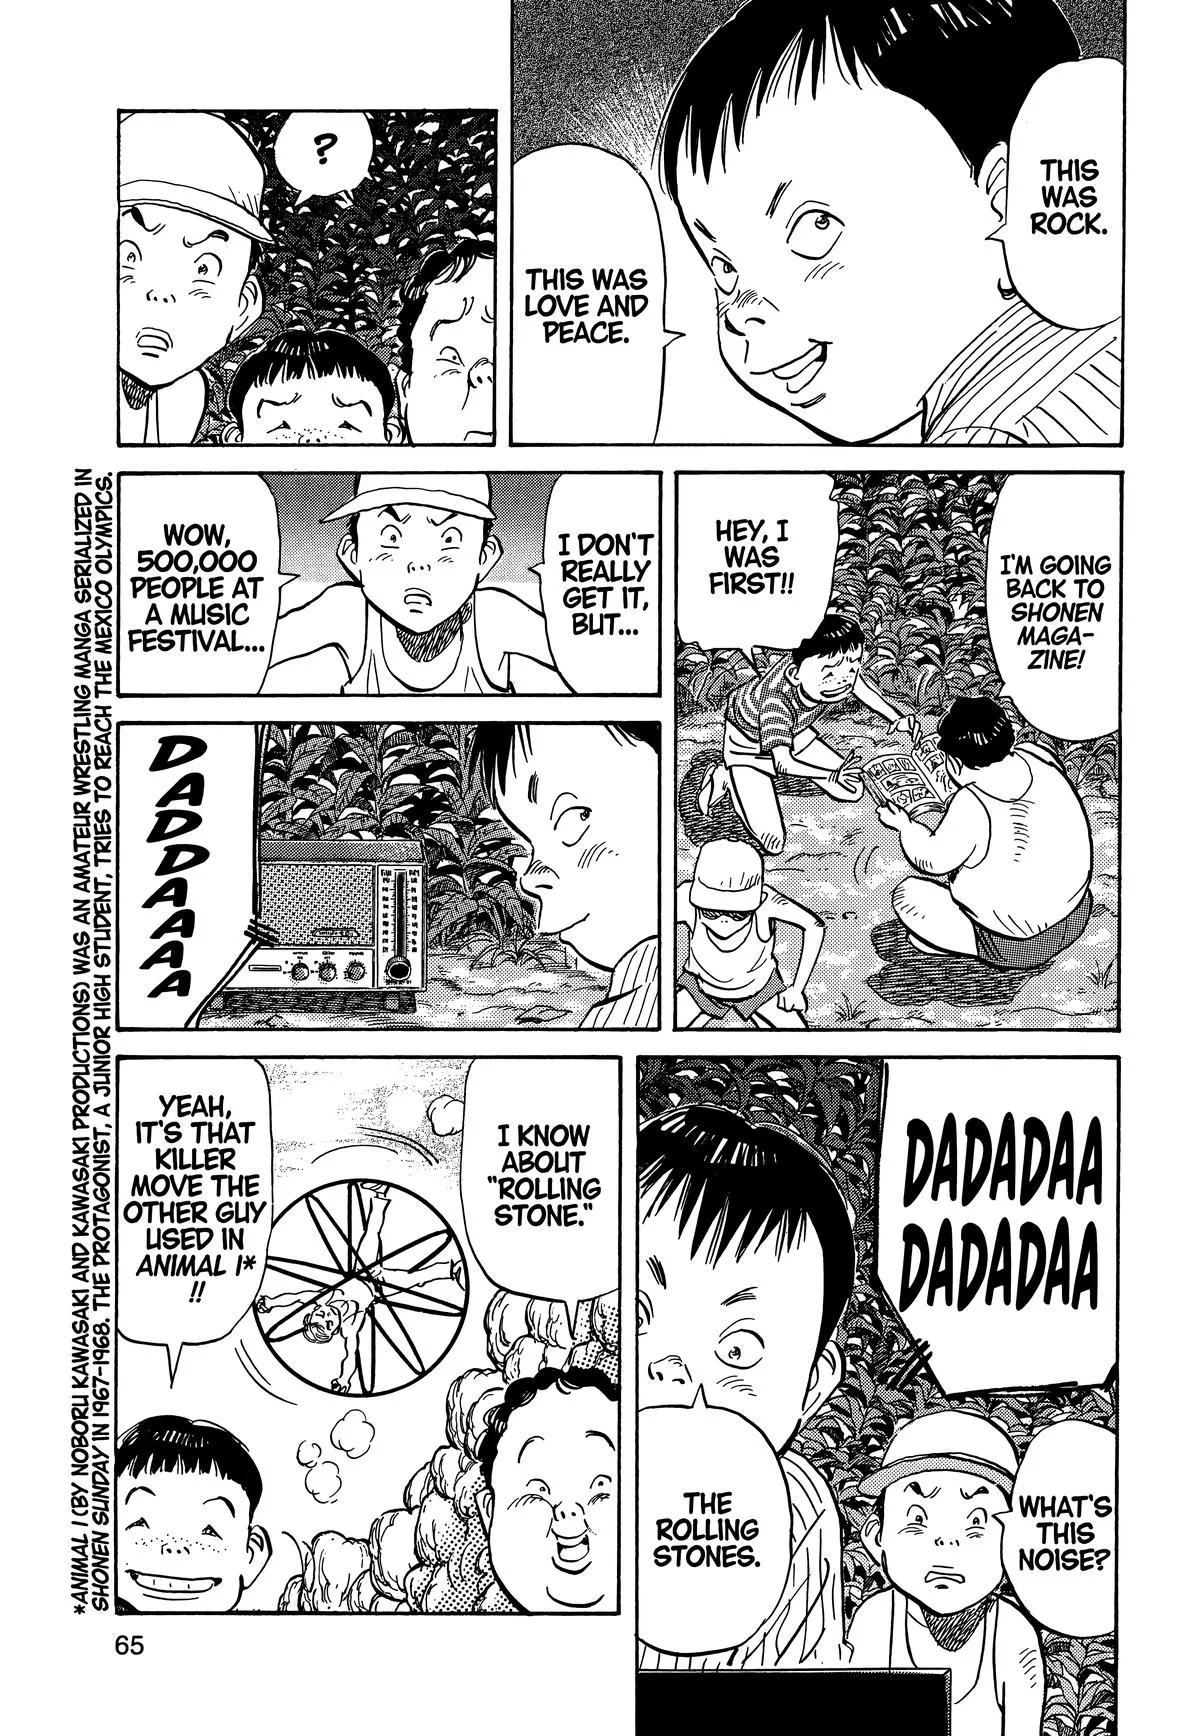 THIS
WAS
ROCK.
THIS WAS
LOVE AND
PEACE.
?
I'M GOING
BACK TO
SHONEN
MAGA-
ZINE!
HEY, I
WAS
FIRST!!
I DON'T
REALLY
GET IT,
BUT...
WOW,
500,000
PEOPLE AT
A MUSIC
FESTIVAL...
DADDAAAA
DADADAA
DADADAA
WHAT'S
THIS
NOISE?
THE
ROLLING
STONES.
I KNOW
ABOUT
"ROLLING
STONE."
YEAH,
IT'S THAT
KILLER
MOVE THE
OTHER GUY
USED IN
ANIMAL 1*
!!
*ANIMAL 1 (BY NOBORU KAWASAKI AND KAWASAKI PRODUCTIONS) WAS AN AMATEUR WRESTLING MANGA SERIALIZED IN
SHONEN SUNDAY IN 1967-1968. THE PROTAGONIST, A JUNIOR HIGH STUDENT, TRIES TO REACH THE MEXICO OLYMPICS.
65